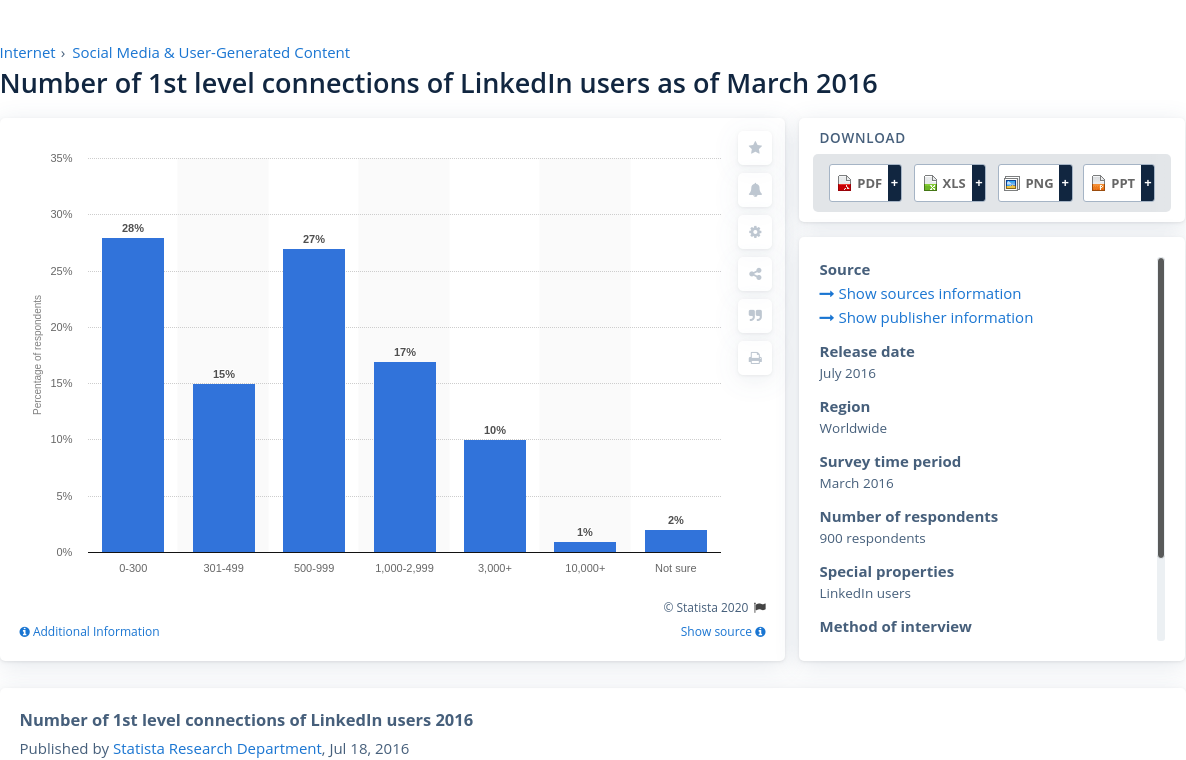 Internet › Social Media & User-Generated Content
Number of 1st level connections of LinkedIn users as of March 2016
35%
30%
25%
20%
15%
10%
5%
0%
Percentage of respondents
28%
15%
27%
17%
10%
1%
2%
0-300
301-499
500-999
1,000-2,999
3,000+
10,000+
Not sure
© Statista 2020
Additional Information
Show source
DOWNLOAD
PDF +
XLS +
PNG +
PPT +
Source
Show sources information
Show publisher information
Release date
July 2016
Region
Worldwide
Survey time period
March 2016
Number of respondents
900 respondents
Special properties
LinkedIn users
Method of interview
Number of 1st level connections of LinkedIn users 2016
Published by Statista Research Department, Jul 18, 2016